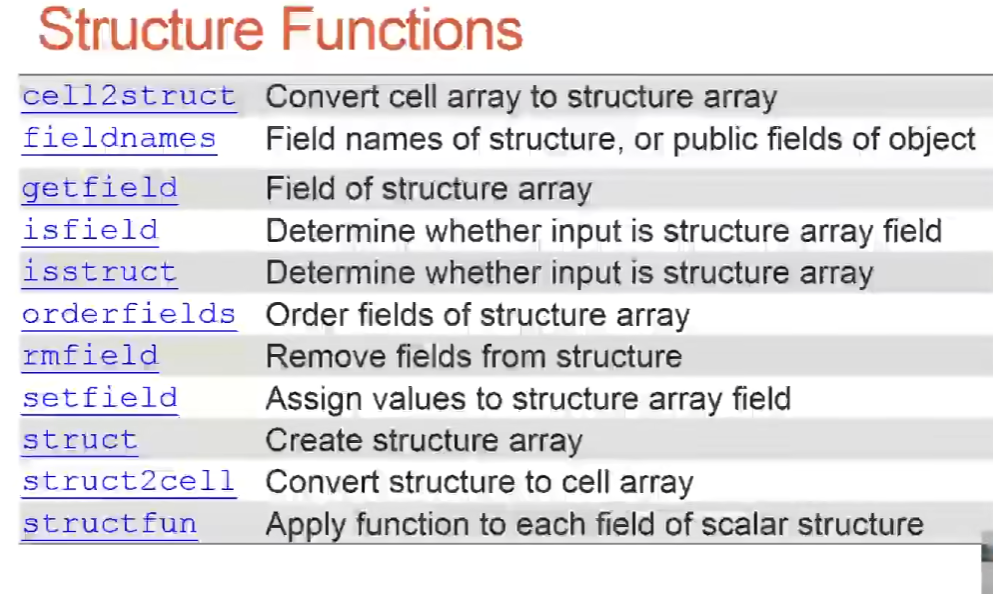 Structure Functions
cell2struct Convert cell array to structure array
fieldnames Field names of structure, or public fields of object
getfield Field of structure array
isfield Determine whether input is structure array field
isstruct Determine whether input is structure array
orderfields Order fields of structure array
rmfield Remove fields from structure
setfield Assign values to structure array field
struct Create structure array
struct2cell Convert structure to cell array
structfun Apply function to each field of scalar structure